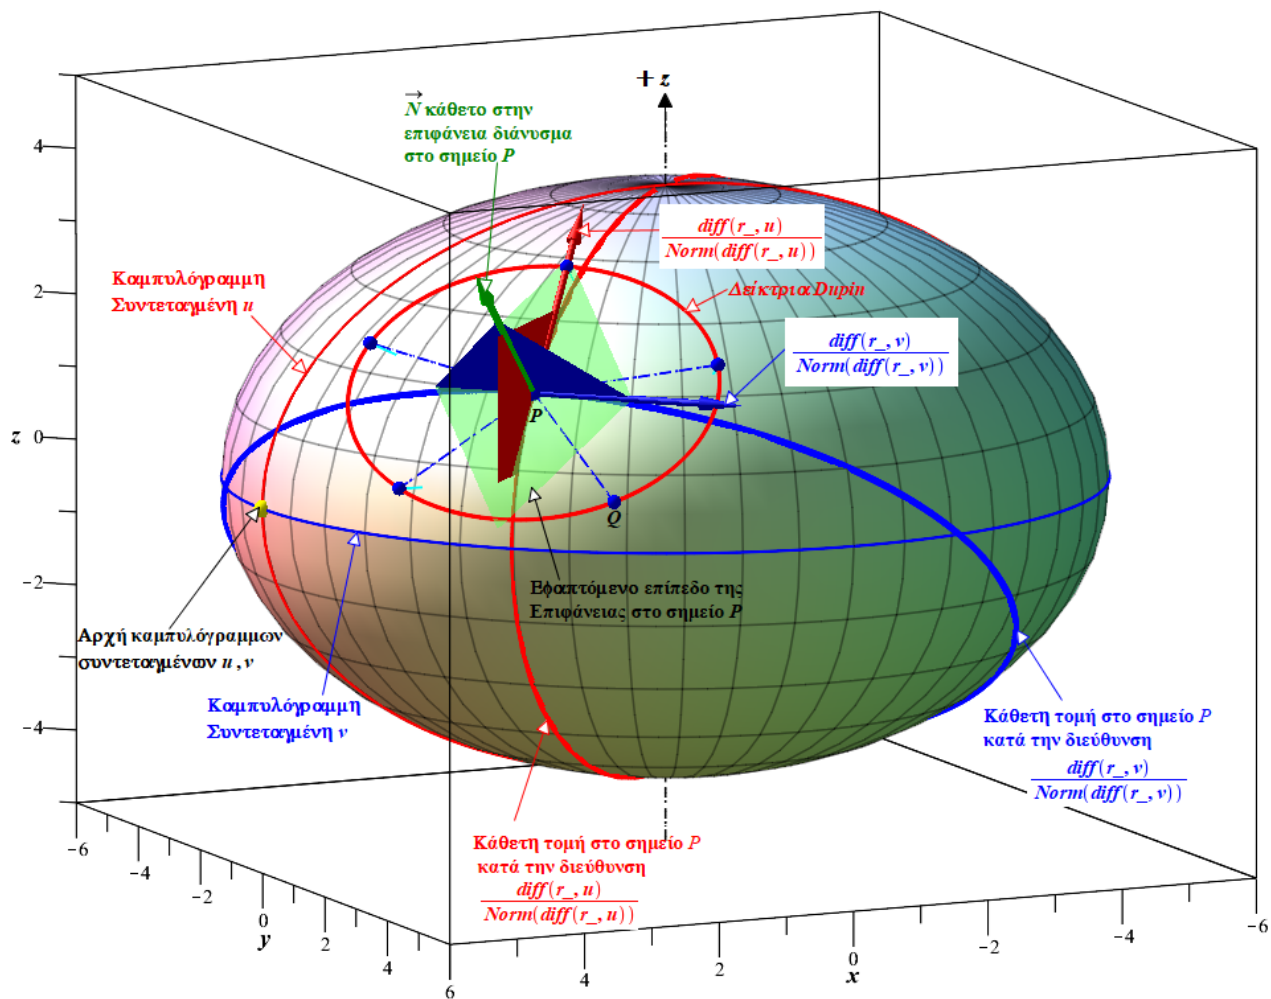 + z
→
N κάθετο στην
επιφάνεια διάνυσμα
στο σημείο P
diff(r_, u)
Norm(diff(r_, u))
Καμπυλόγραμμη
Συντεταγμένη u
Δείκτρια Dupin
diff(r_, v)
Norm(diff(r_, v))
P
Q
Εφαπτόμενο επίπεδο της
Επιφάνειας στο σημείο P
Αρχή καμπυλόγραμμων
συντεταγμένων u , v
Καμπυλόγραμμη
Συντεταγμένη v
Κάθετη τομή στο σημείο P
κατά την διεύθυνση
diff(r_, v)
Norm(diff(r_, v))
Κάθετη τομή στο σημείο P
κατά την διεύθυνση
diff(r_, u)
Norm(diff(r_, u))
4
2
z 0
−2
−4
−6
−4
−2
0
y
2
4
6
4
2
0
x
−2
−4
−6